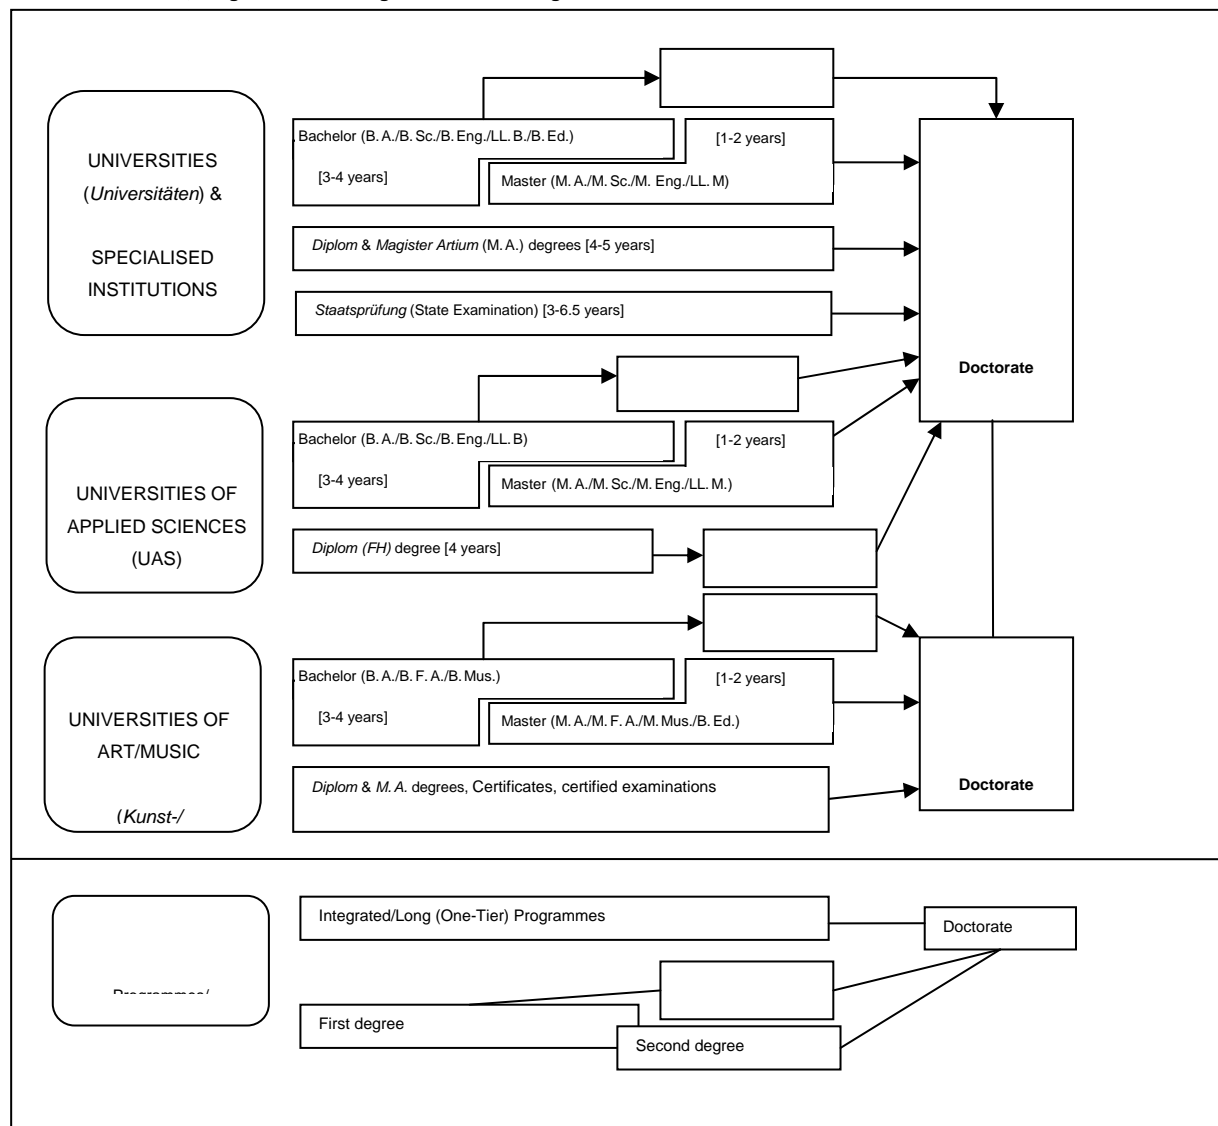 UNIVERSITIES
(Universitäten) &
SPECIALISED
INSTITUTIONS
Bachelor (B. A./B. Sc./B. Eng./LL. B./B. Ed.)
[3-4 years]
[1-2 years]
Master (M. A./M. Sc./M. Eng./LL. M)
Diplom & Magister Artium (M. A.) degrees [4-5 years]
Staatsprüfung (State Examination) [3-6.5 years]
Doctorate
UNIVERSITIES OF
APPLIED SCIENCES
(UAS)
Bachelor (B. A./B. Sc./B. Eng./LL. B)
[3-4 years]
[1-2 years]
Master (M. A./M. Sc./M. Eng./LL. M.)
Diplom (FH) degree [4 years]
UNIVERSITIES OF
ART/MUSIC
(Kunst-/
Bachelor (B. A./B. F. A./B. Mus.)
[3-4 years]
[1-2 years]
Master (M. A./M. F. A./M. Mus./B. Ed.)
Diplom & M. A. degrees, Certificates, certified examinations
Doctorate
Integrated/Long (One-Tier) Programmes
Doctorate
First degree
Second degree